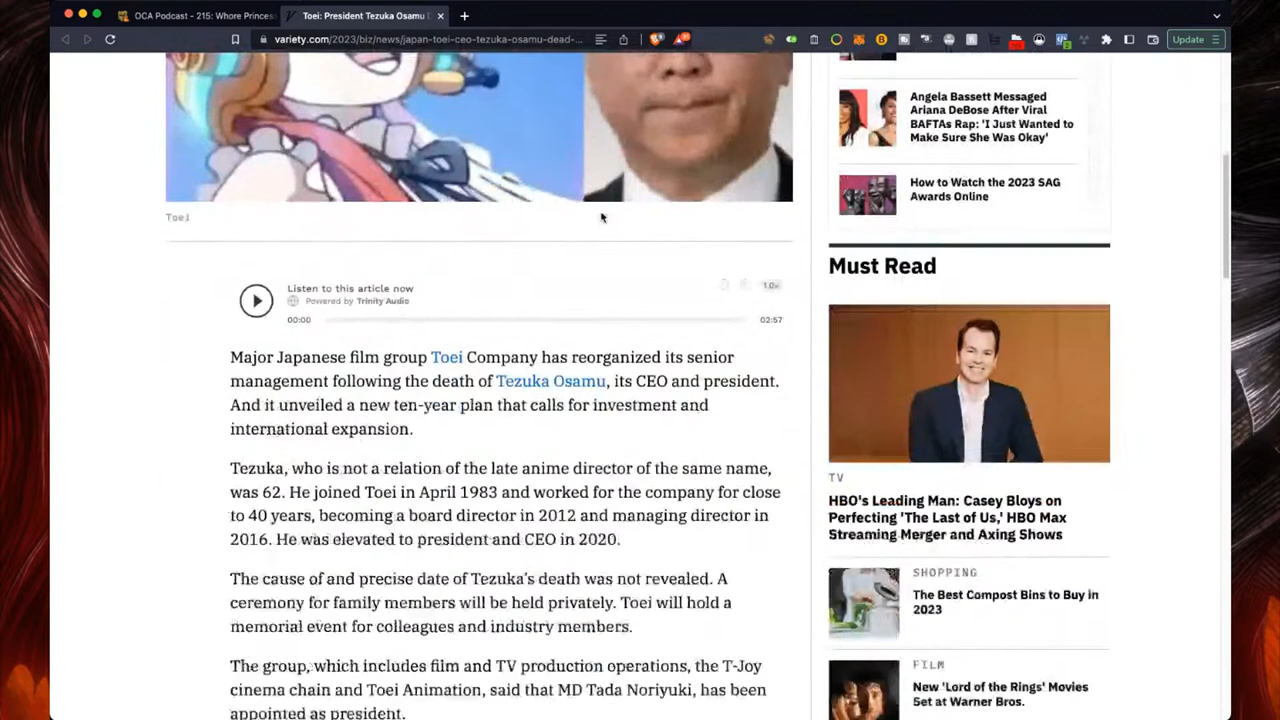 OCA Podcast - 215: Whore Princess
Toei: President Tezuka Osamu D
variety.com/2023/biz/news/japan-toei-ceo-tezuka-osamu-dead-...
Update
Angela Bassett Messaged
Ariana DeBose After Viral
BAFTAs Rap: 'I Just Wanted to
Make Sure She Was Okay'
How to Watch the 2023 SAG
Awards Online
Toei
Must Read
Listen to this article now
Powered by Trinity Audio
1.0x
00:00
02:57
Major Japanese film group Toei Company has reorganized its senior
management following the death of Tezuka Osamu, its CEO and president.
And it unveiled a new ten-year plan that calls for investment and
international expansion.
Tezuka, who is not a relation of the late anime director of the same name,
was 62. He joined Toei in April 1983 and worked for the company for close
to 40 years, becoming a board director in 2012 and managing director in
2016. He was elevated to president and CEO in 2020.
The cause of and precise date of Tezuka's death was not revealed. A
ceremony for family members will be held privately. Toei will hold a
memorial event for colleagues and industry members.
The group, which includes film and TV production operations, the T-Joy
cinema chain and Toei Animation, said that MD Tada Noriyuki, has been
appointed as president.
TV
HBO's Leading Man: Casey Bloys on
Perfecting 'The Last of Us,' HBO Max
Streaming Merger and Axing Shows
SHOPPING
The Best Compost Bins to Buy in
2023
FILM
New 'Lord of the Rings' Movies
Set at Warner Bros.